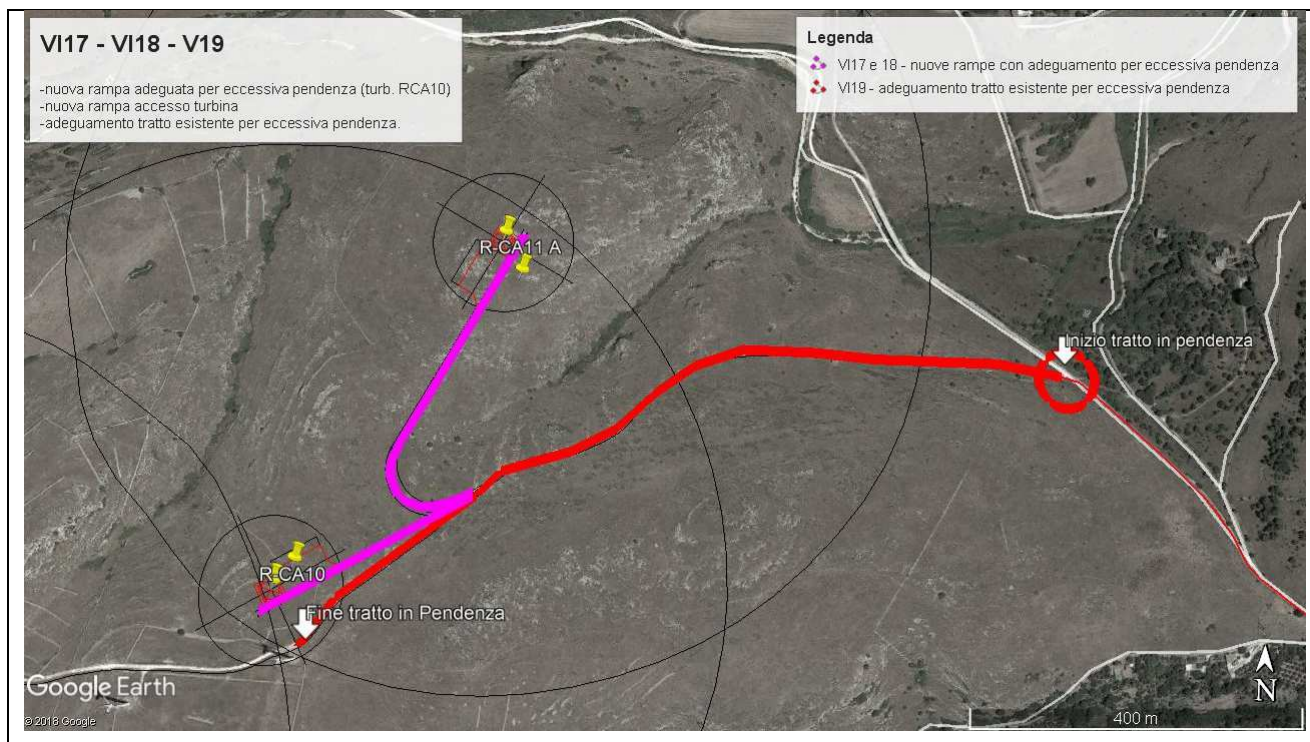 VI17 - VI18 - V19
-nuova rampa adeguata per eccessiva pendenza (turb. RCA10)
-nuova rampa accesso turbina
-adeguamento tratto esistente per eccessiva pendenza.
Legenda
VI17 e 18 - nuove rampe con adeguamento per eccessiva pendenza
VI19 - adeguamento tratto esistente per eccessiva pendenza
R-CA11 A
Inizio tratto in pendenza
R-CA10
Fine tratto in Pendenza
Google Earth
© 2018 Google
N
400 m